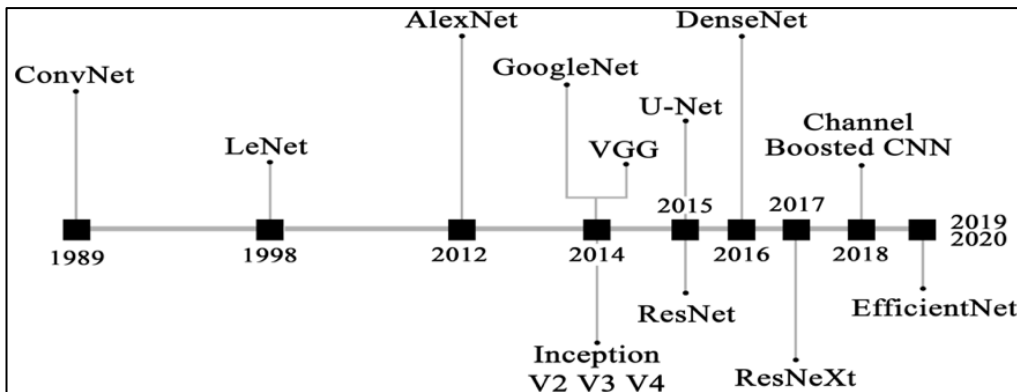 AlexNet
DenseNet
GoogleNet
ConvNet
U-Net
Channel
Boosted CNN
LeNet
VGG
2015
2017
2019
2020
1989
1998
2012
2014
2016
2018
ResNet
EfficientNet
Inception
V2 V3 V4
ResNeXt